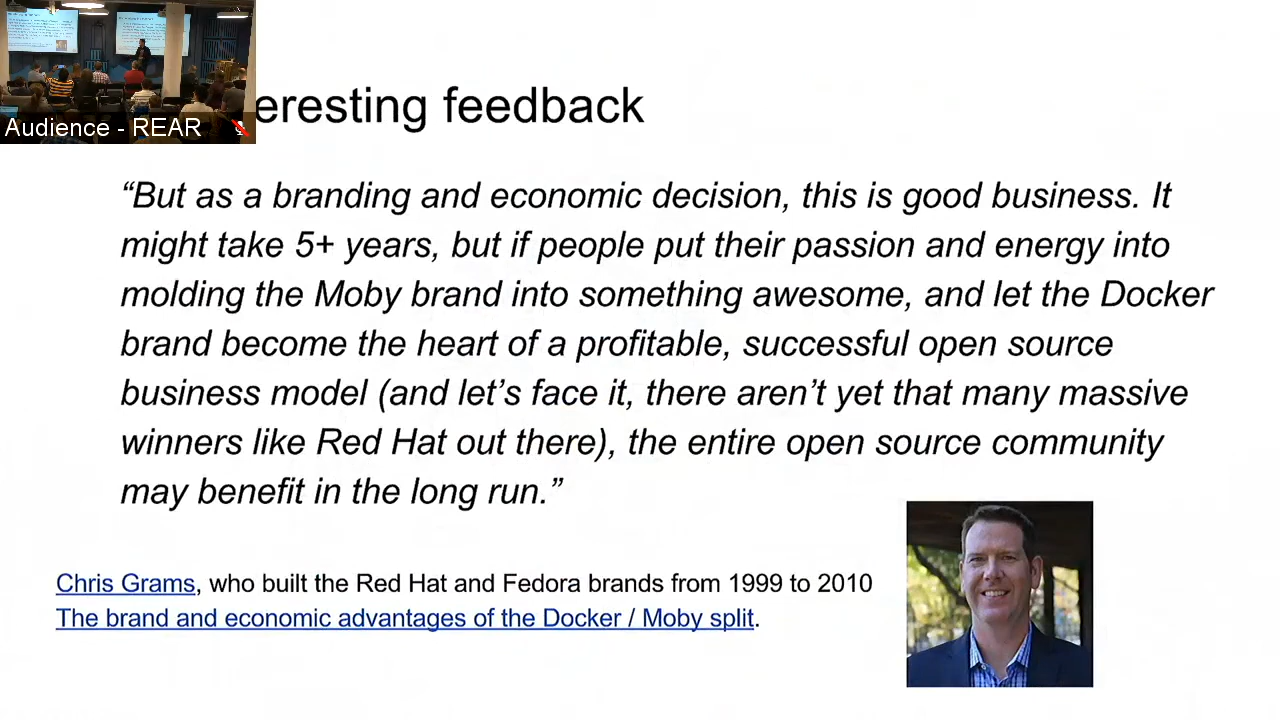 Audience - REAR
eresting feedback
“But as a branding and economic decision, this is good business. It
might take 5+ years, but if people put their passion and energy into
molding the Moby brand into something awesome, and let the Docker
brand become the heart of a profitable, successful open source
business model (and let’s face it, there aren’t yet that many massive
winners like Red Hat out there), the entire open source community
may benefit in the long run.”
Chris Grams, who built the Red Hat and Fedora brands from 1999 to 2010
The brand and economic advantages of the Docker / Moby split.